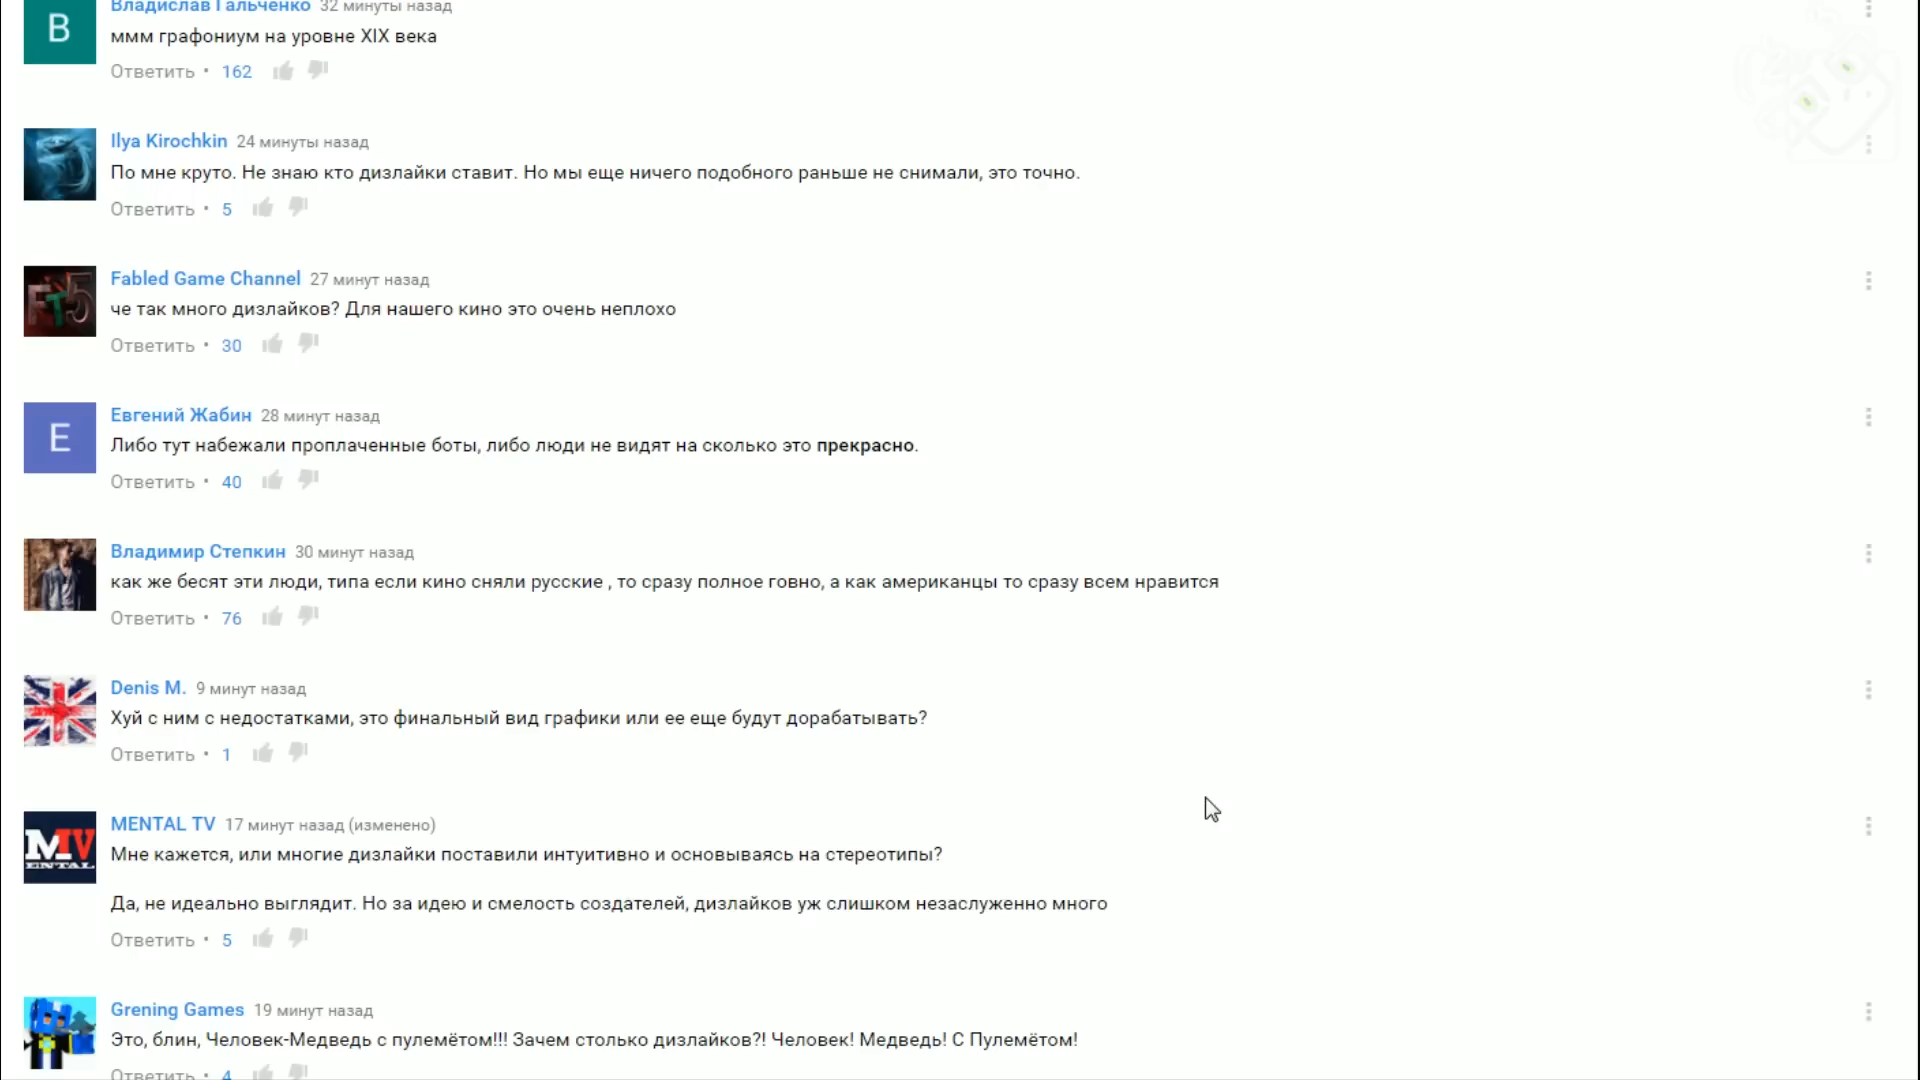 Владислав Гальченко 32 минуты назад
ммм графониум на уровне XIX века
Ответить • 162
Ilya Kirochkin 24 минуты назад
По мне круто. Не знаю кто дизлайки ставит. Но мы еще ничего подобного раньше не снимали, это точно.
Ответить • 5
Fabled Game Channel 27 минут назад
че так много дизлайков? Для нашего кино это очень неплохо
Ответить • 30
Евгений Жабин 28 минут назад
Либо тут набежали проплаченные боты, либо люди не видят на сколько это прекрасно.
Ответить • 40
Владимир Степкин 30 минут назад
как же бесят эти люди, типа если кино сняли русские , то сразу полное говно, а как американцы то сразу всем нравится
Ответить • 76
Denis M. 9 минут назад
Хуй с ним с недостатками, это финальный вид графики или ее еще будут дорабатывать?
Ответить • 1
MENTAL TV 17 минут назад (изменено)
Мне кажется, или многие дизлайки поставили интуитивно и основываясь на стереотипы?
Да, не идеально выглядит. Но за идею и смелость создателей, дизлайков уж слишком незаслуженно много
Ответить • 5
Grening Games 19 минут назад
Это, блин, Человек-Медведь с пулемётом!!! Зачем столько дизлайков?! Человек! Медведь! С Пулемётом!
Ответить • 4
B
FT5
E
MV
ENTAL